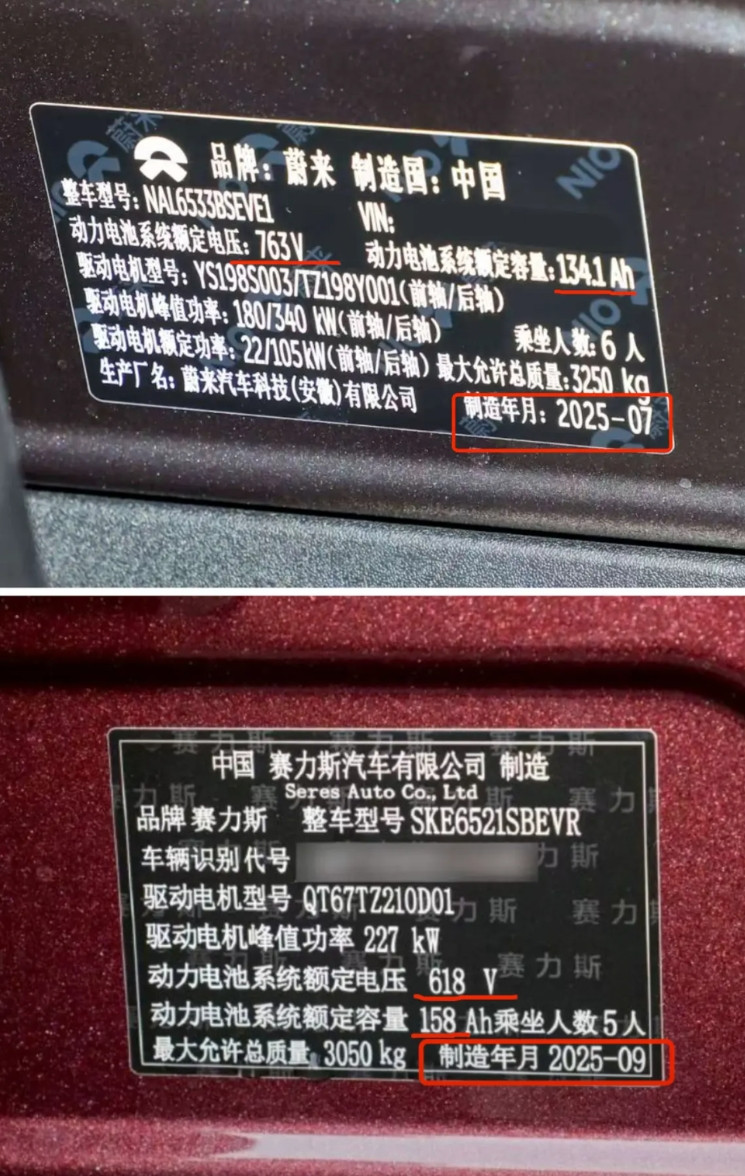 品牌：蔚来 制造国：中国
整车型号：NAL6533BSEVE1 VIN:
动力电池系统额定电压：763V 动力电池系统额定容量：134.1 Ah
驱动电机型号：YS198S003/TZ198Y001(前轴/后轴)
驱动电机峰值功率：180/340 kW(前轴/后轴) 乘坐人数：6 人
驱动电机额定功率：22/105kW(前轴/后轴) 最大允许总质量：3250 kg
生产厂名：蔚来汽车科技(安徽)有限公司 制造年月：2025-07
中国 赛力斯汽车有限公司 制造
Seres Auto Co., Ltd
品牌 赛力斯 整车型号 SKE6521SBEVR
车辆识别代号
驱动电机型号 QT67TZ210D01
驱动电机峰值功率 227 kW
动力电池系统额定电压 618 V
动力电池系统额定容量 158 Ah乘坐人数 5人
最大允许总质量 3050 kg 制造年月 2025-09